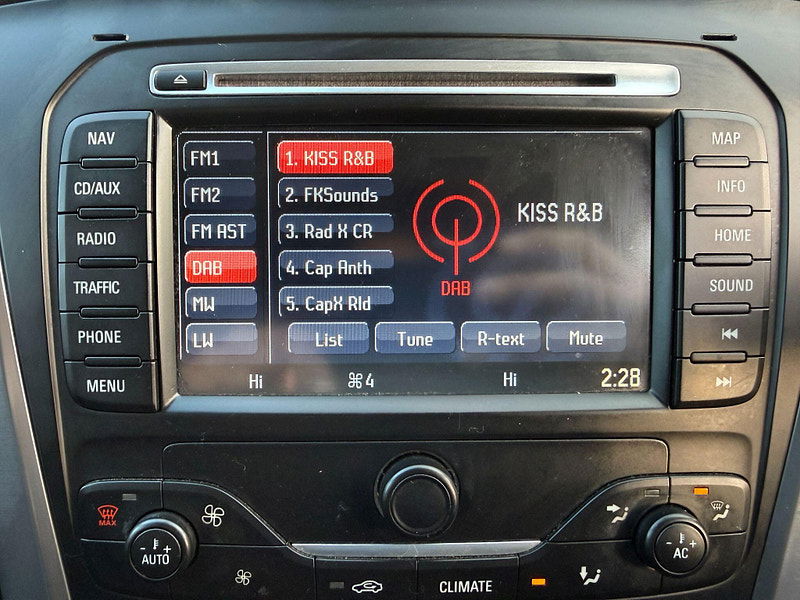 NAV
CD/AUX
RADIO
TRAFFIC
PHONE
MENU
FM1
FM2
FM AST
DAB
MW
LW
1. KISS R&B
2. FKSounds
3. Rad X CR
4. Cap Anth
5. CapX Rld
DAB
KISS R&B
List Tune R-text Mute
Hi 4 Hi 2:28
MAP
INFO
HOME
SOUND
MAX
- + AUTO
CLIMATE
- + AC